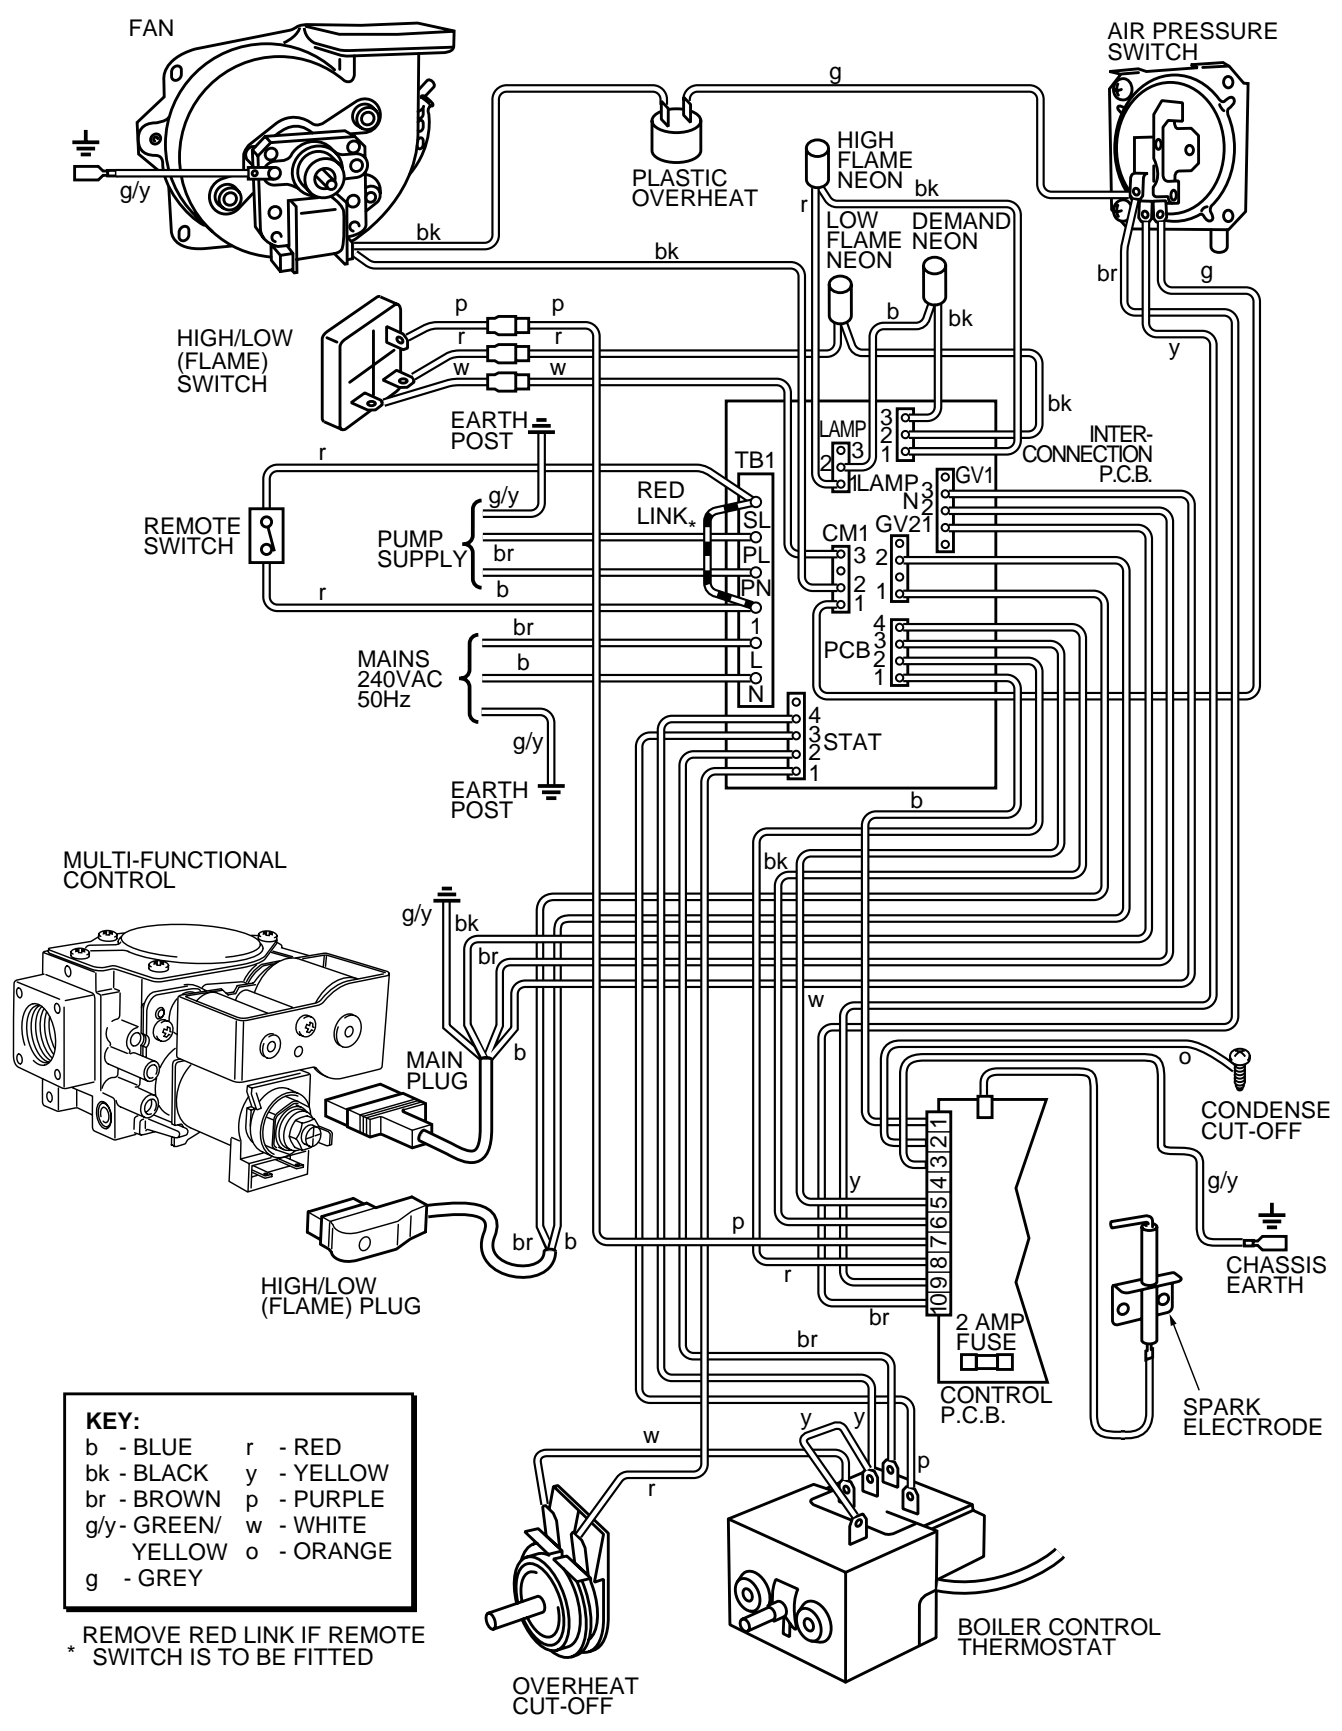 FAN
AIR PRESSURE
SWITCH
g
g/y
PLASTIC
OVERHEAT
HIGH
FLAME
NEON
bk
r
LOW
FLAME
NEON
DEMAND
NEON
bk
bk
br
g
b
bk
y
p
p
r
r
w
w
HIGH/LOW
(FLAME)
SWITCH
bk
EARTH
POST
LAMP
3
2
1
INTER-
CONNECTION
P.C.B.
3
2
1
LAMP
TB1
r
RED
LINK*
g/y
GV1
3
N
2
1
GV2
REMOTE
SWITCH
PUMP
SUPPLY
br
b
SL
PL
PN
1
L
N
CM1
3
2
1
2
1
r
br
b
MAINS
240VAC
50Hz
g/y
EARTH
POST
PCB
4
3
2
1
4
3
2
1
STAT
b
bk
MULTI-FUNCTIONAL
CONTROL
g/y
bk
br
w
b
MAIN
PLUG
o
CONDENSE
CUT-OFF
1
2
3
4
5
6
7
8
9
10
y
p
r
br
g/y
CHASSIS
EARTH
br
b
HIGH/LOW
(FLAME) PLUG
2 AMP
FUSE
CONTROL
P.C.B.
br
SPARK
ELECTRODE
KEY:
b - BLUE r - RED
bk - BLACK y - YELLOW
br - BROWN p - PURPLE
g/y - GREEN/ w - WHITE
YELLOW o - ORANGE
g - GREY
w
y
y
p
r
* REMOVE RED LINK IF REMOTE
SWITCH IS TO BE FITTED
OVERHEAT
CUT-OFF
BOILER CONTROL
THERMOSTAT